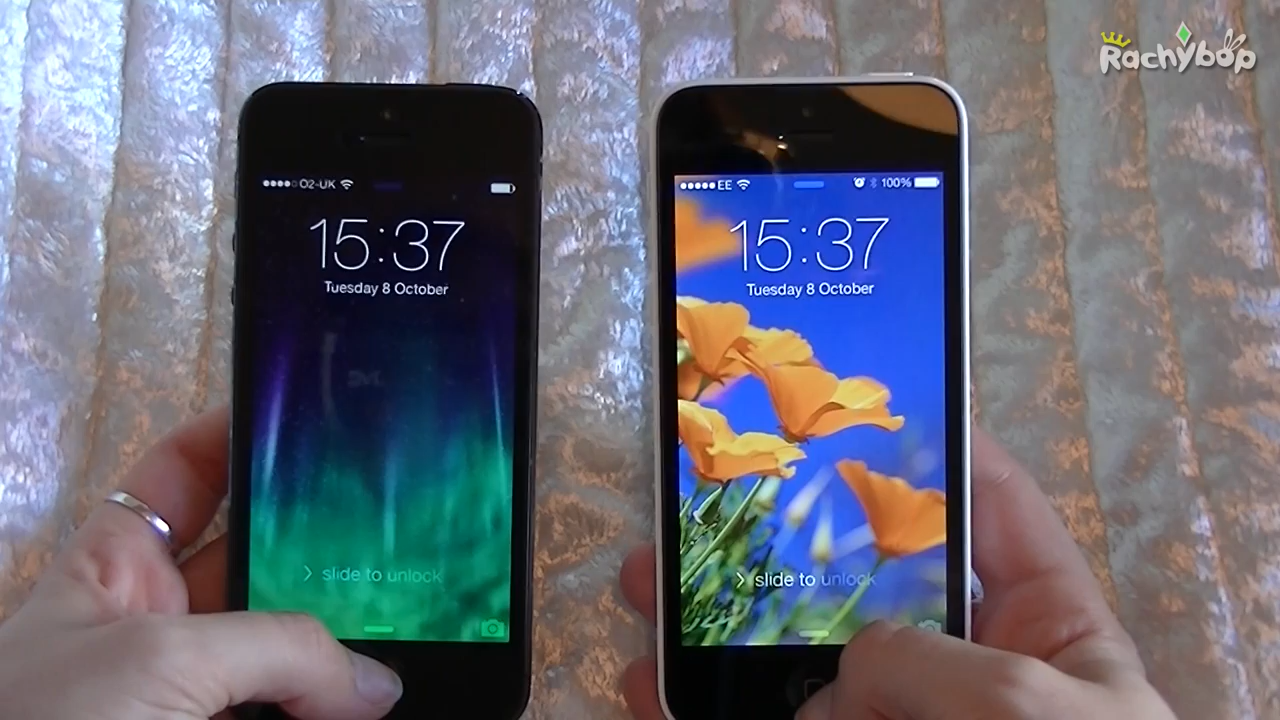 Rachybop
O2-UK
15:37
Tuesday 8 October
slide to unlock
EE 100%
15:37
Tuesday 8 October
slide to unlock